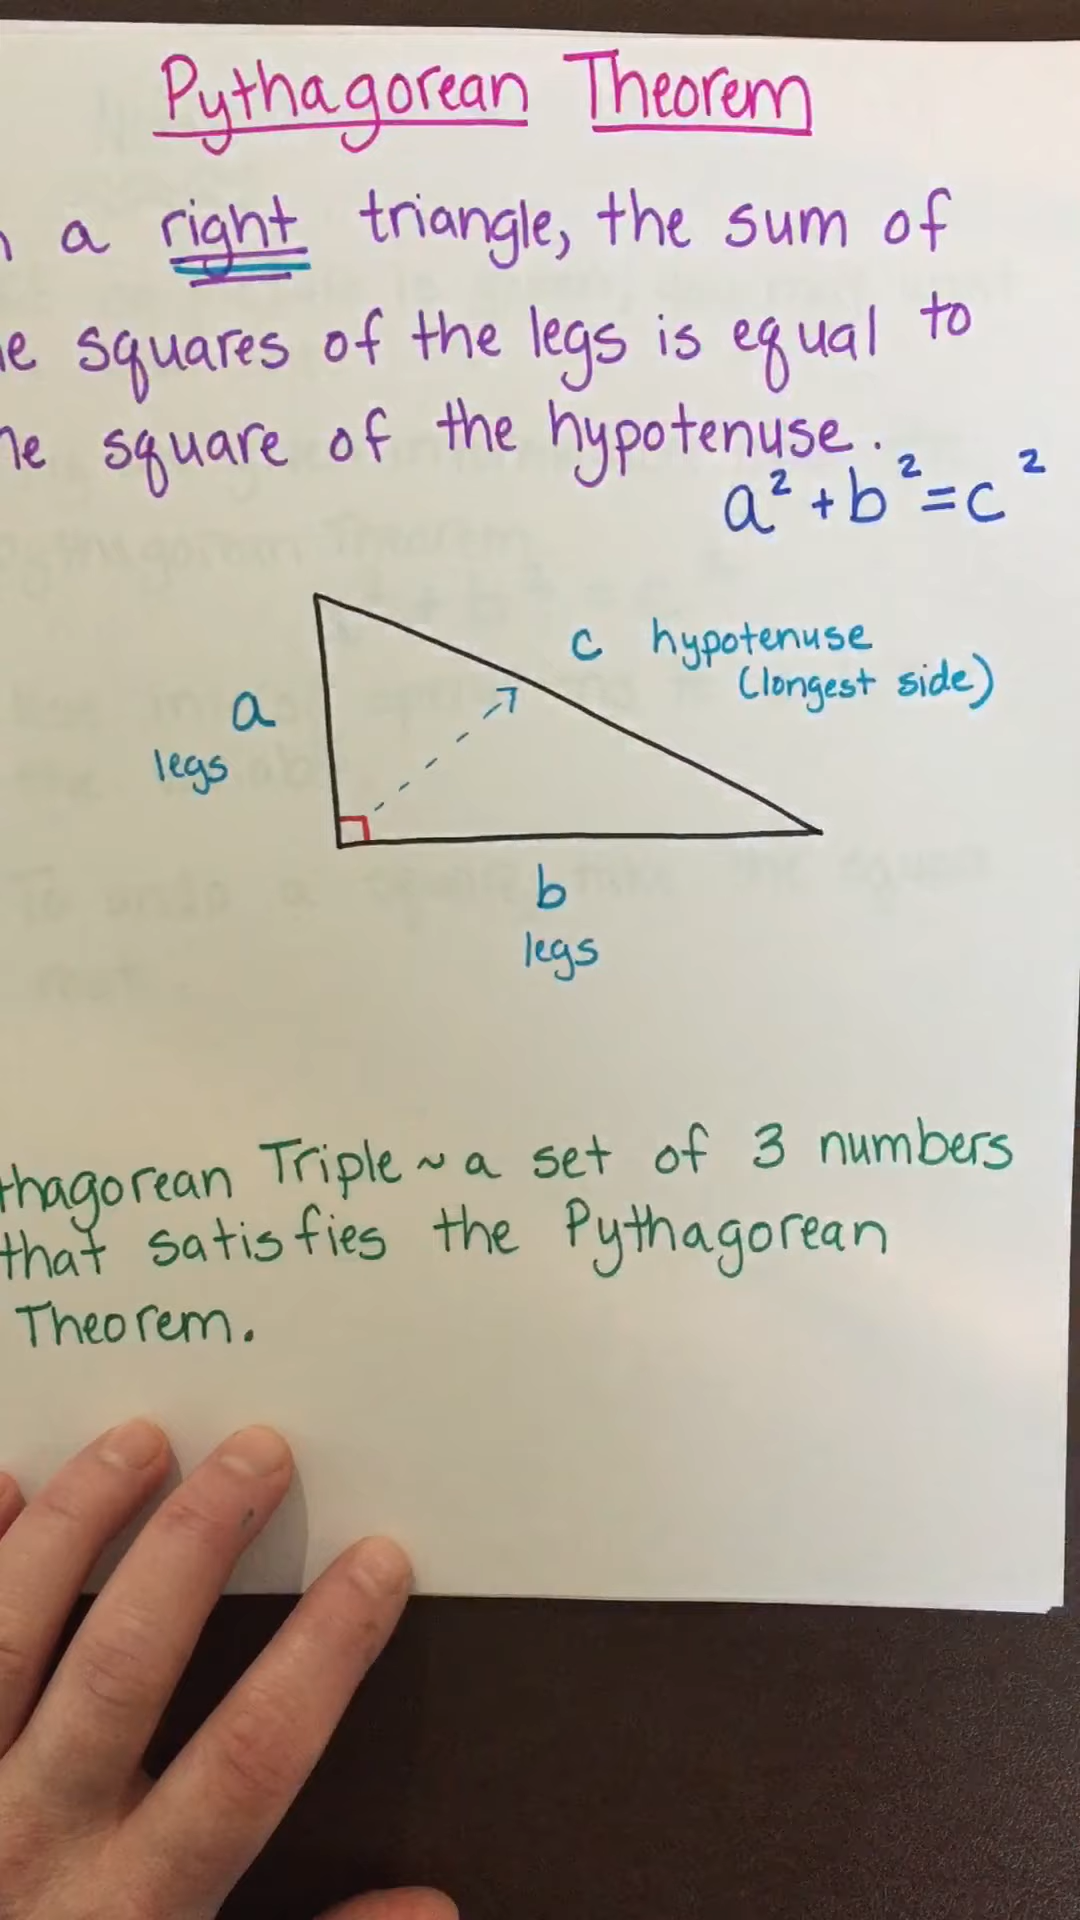 Pythagorean Theorem
a right triangle, the sum of
squares of the legs is equal to
square of the hypotenuse.
a² + b² = c²
c hypotenuse
(longest side)
a
legs
b
legs
thagorean Triple ~ a set of 3 numbers
that satisfies the Pythagorean
Theorem.